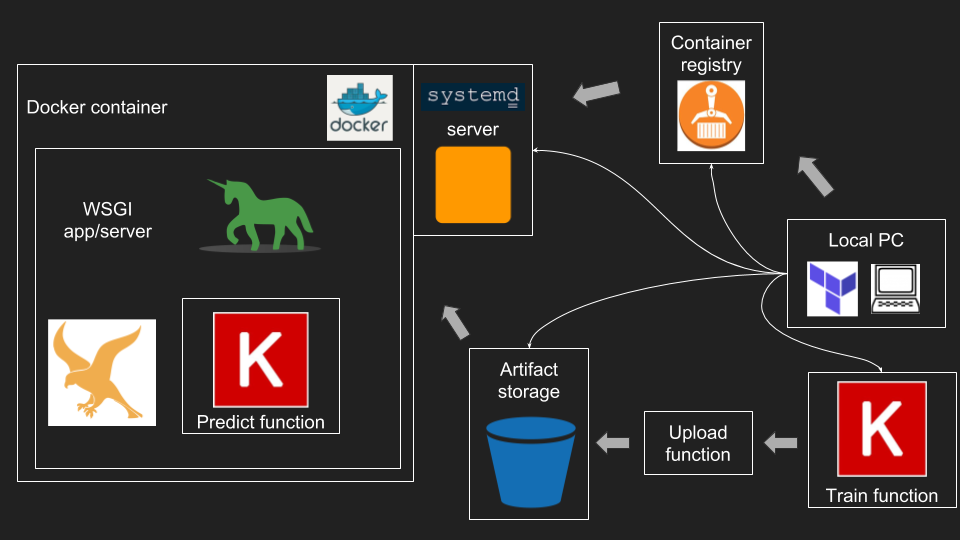 Container
registry
Docker container
docker
systemd
server
WSGI
app/server
Local PC
K
Predict function
Artifact
storage
Upload
function
K
Train function